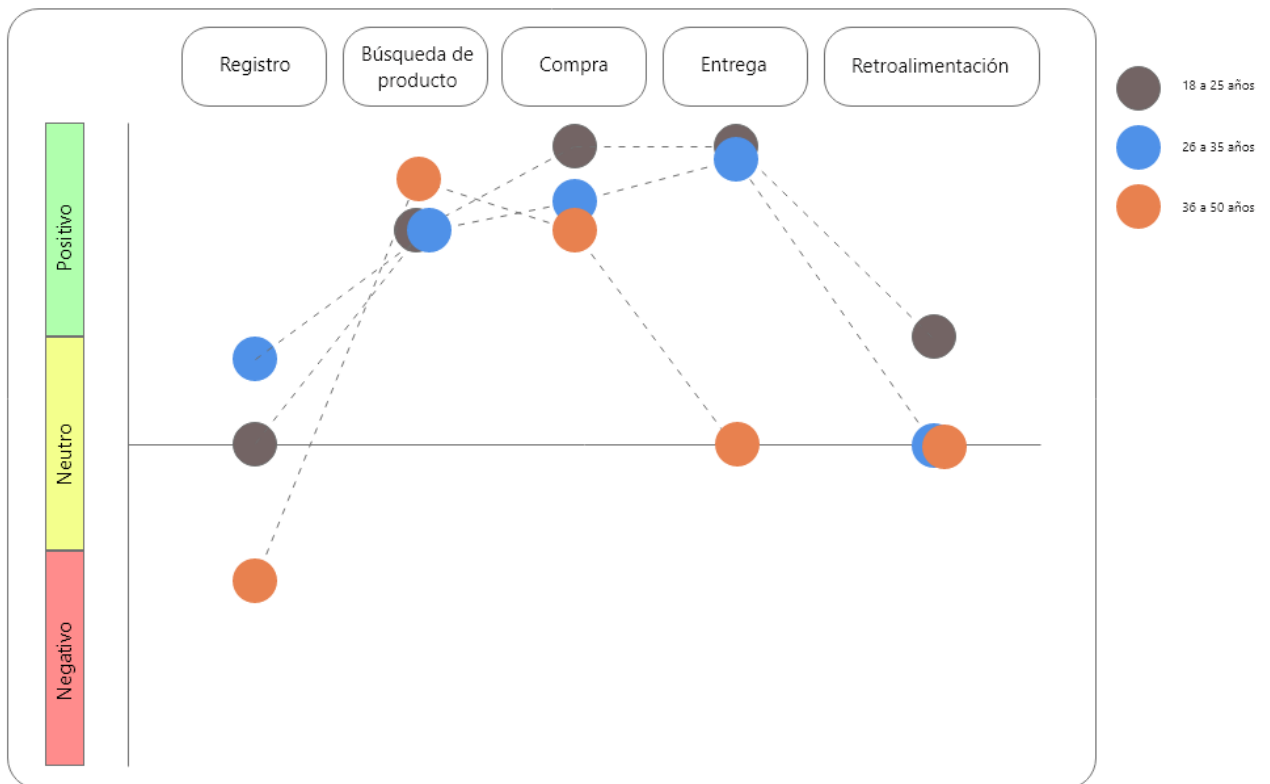 Registro
Búsqueda de
producto
Compra
Entrega
Retroalimentación
18 a 25 años
26 a 35 años
36 a 50 años
Positivo
Neutro
Negativo